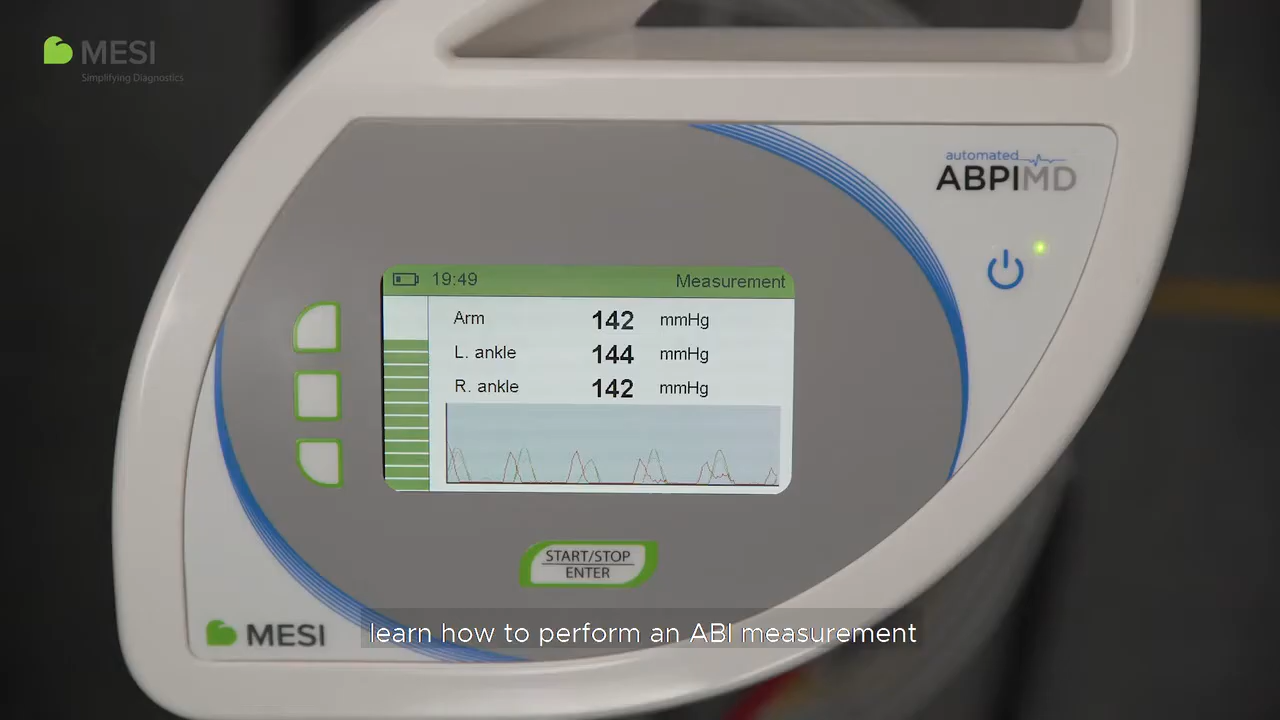 MESI
Simplifying Diagnostics
automated
ABPIMD
19:49 Measurement
Arm 142 mmHg
L. ankle 144 mmHg
R. ankle 142 mmHg
START/STOP
ENTER
MESI
learn how to perform an ABI measurement